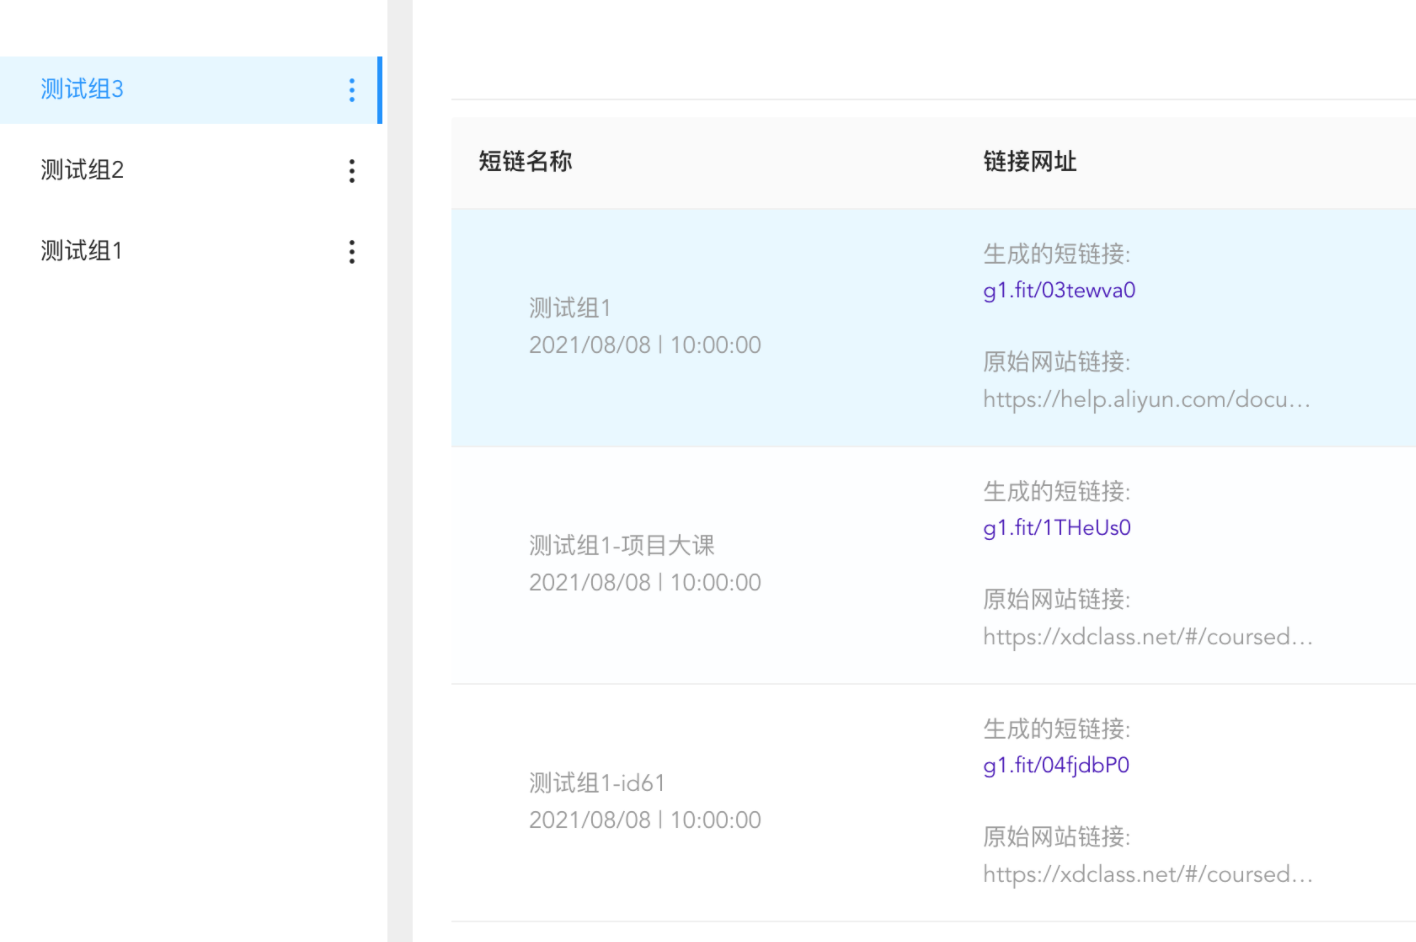 测试组3
测试组2
测试组1
短链名称
链接网址
测试组1
2021/08/08 | 10:00:00
生成的短链接:
g1.fit/03tewva0
原始网站链接:
https://help.aliyun.com/docu...
测试组1-项目大课
2021/08/08 | 10:00:00
生成的短链接:
g1.fit/1THeUs0
原始网站链接:
https://xdclass.net/#/coursed...
测试组1-id61
2021/08/08 | 10:00:00
生成的短链接:
g1.fit/04fjdbP0
原始网站链接:
https://xdclass.net/#/coursed...